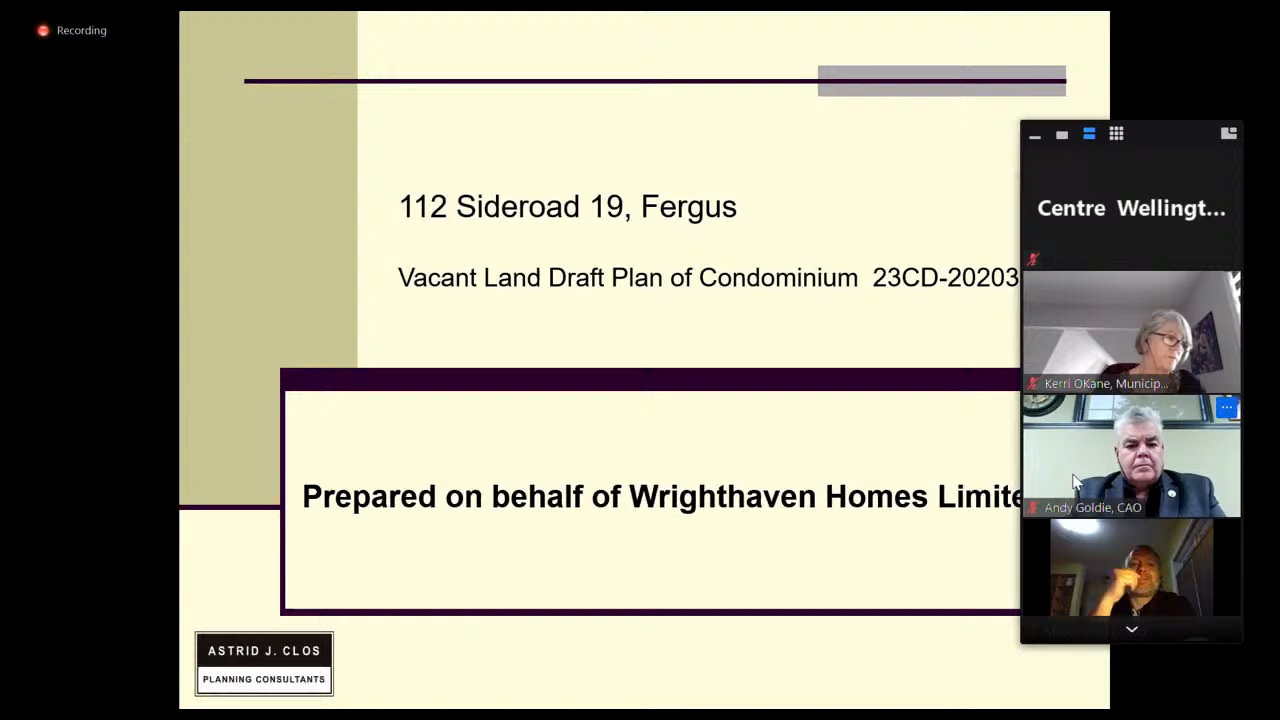 Recording
112 Sideroad 19, Fergus
Vacant Land Draft Plan of Condominium 23CD-20203
Prepared on behalf of Wrighthaven Homes Limite
ASTRID J. CLOS
PLANNING CONSULTANTS
Centre Wellingt...
Kerri OKane, Municip...
Andy Goldie, CAO